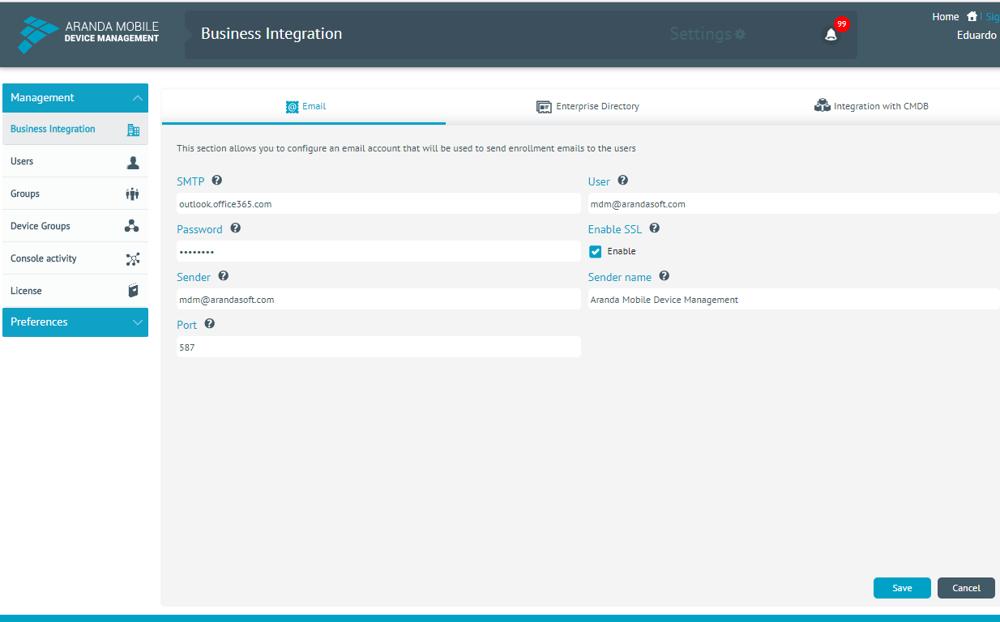 ARANDA MOBILE
DEVICE MANAGEMENT
Business Integration
Settings
99
Home
Sig
Eduardo
Management
Business Integration
Users
Groups
Device Groups
Console activity
License
Preferences
Email
Enterprise Directory
Integration with CMDB
This section allows you to configure an email account that will be used to send enrollment emails to the users
SMTP
User
outlook.office365.com
mdm@arandasoft.com
Password
Enable SSL
••••••••
Enable
Sender
Sender name
mdm@arandasoft.com
Aranda Mobile Device Management
Port
587
Save
Cancel